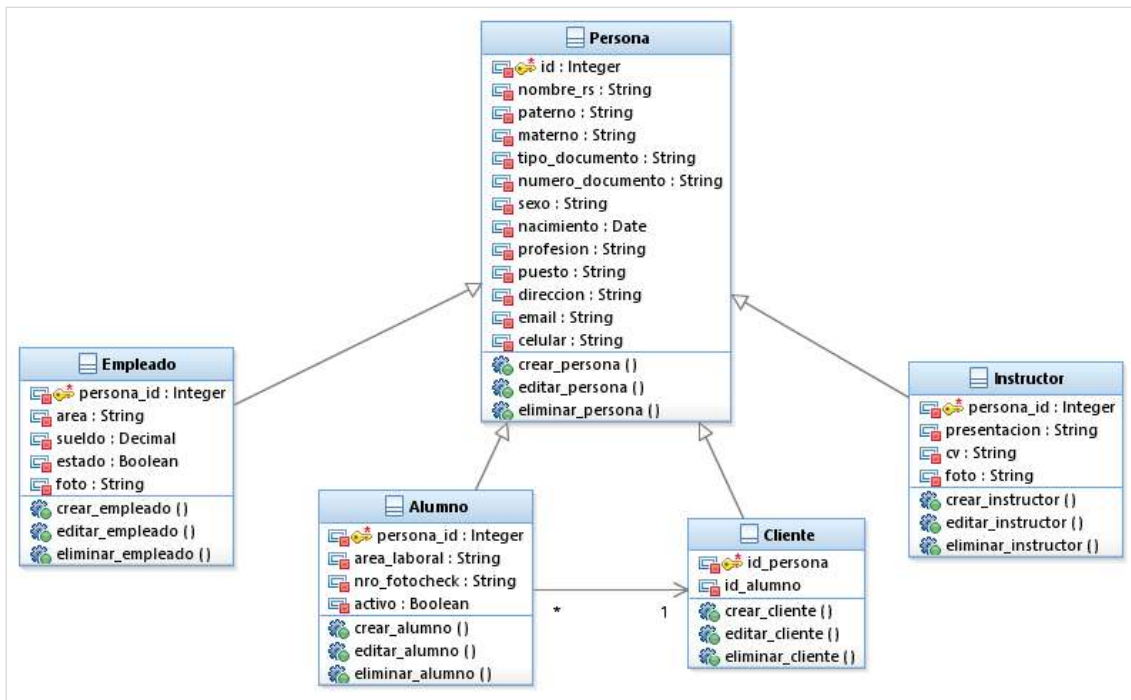 Persona
id : Integer
nombre_rs : String
paterno : String
materno : String
tipo_documento : String
numero_documento : String
sexo : String
nacimiento : Date
profesion : String
puesto : String
direccion : String
email : String
celular : String
crear_persona ()
editar_persona ()
eliminar_persona ()
Empleado
persona_id : Integer
area : String
sueldo : Decimal
estado : Boolean
foto : String
crear_empleado ()
editar_empleado ()
eliminar_empleado ()
Instructor
persona_id : Integer
presentacion : String
cv : String
foto : String
crear_instructor ()
editar_instructor ()
eliminar_instructor ()
Alumno
persona_id : Integer
area_laboral : String
nro_fotocheck : String
activo : Boolean
crear_alumno ()
editar_alumno ()
eliminar_alumno ()
* 1
Cliente
id_persona
id_alumno
crear_cliente ()
editar_cliente ()
eliminar_cliente ()